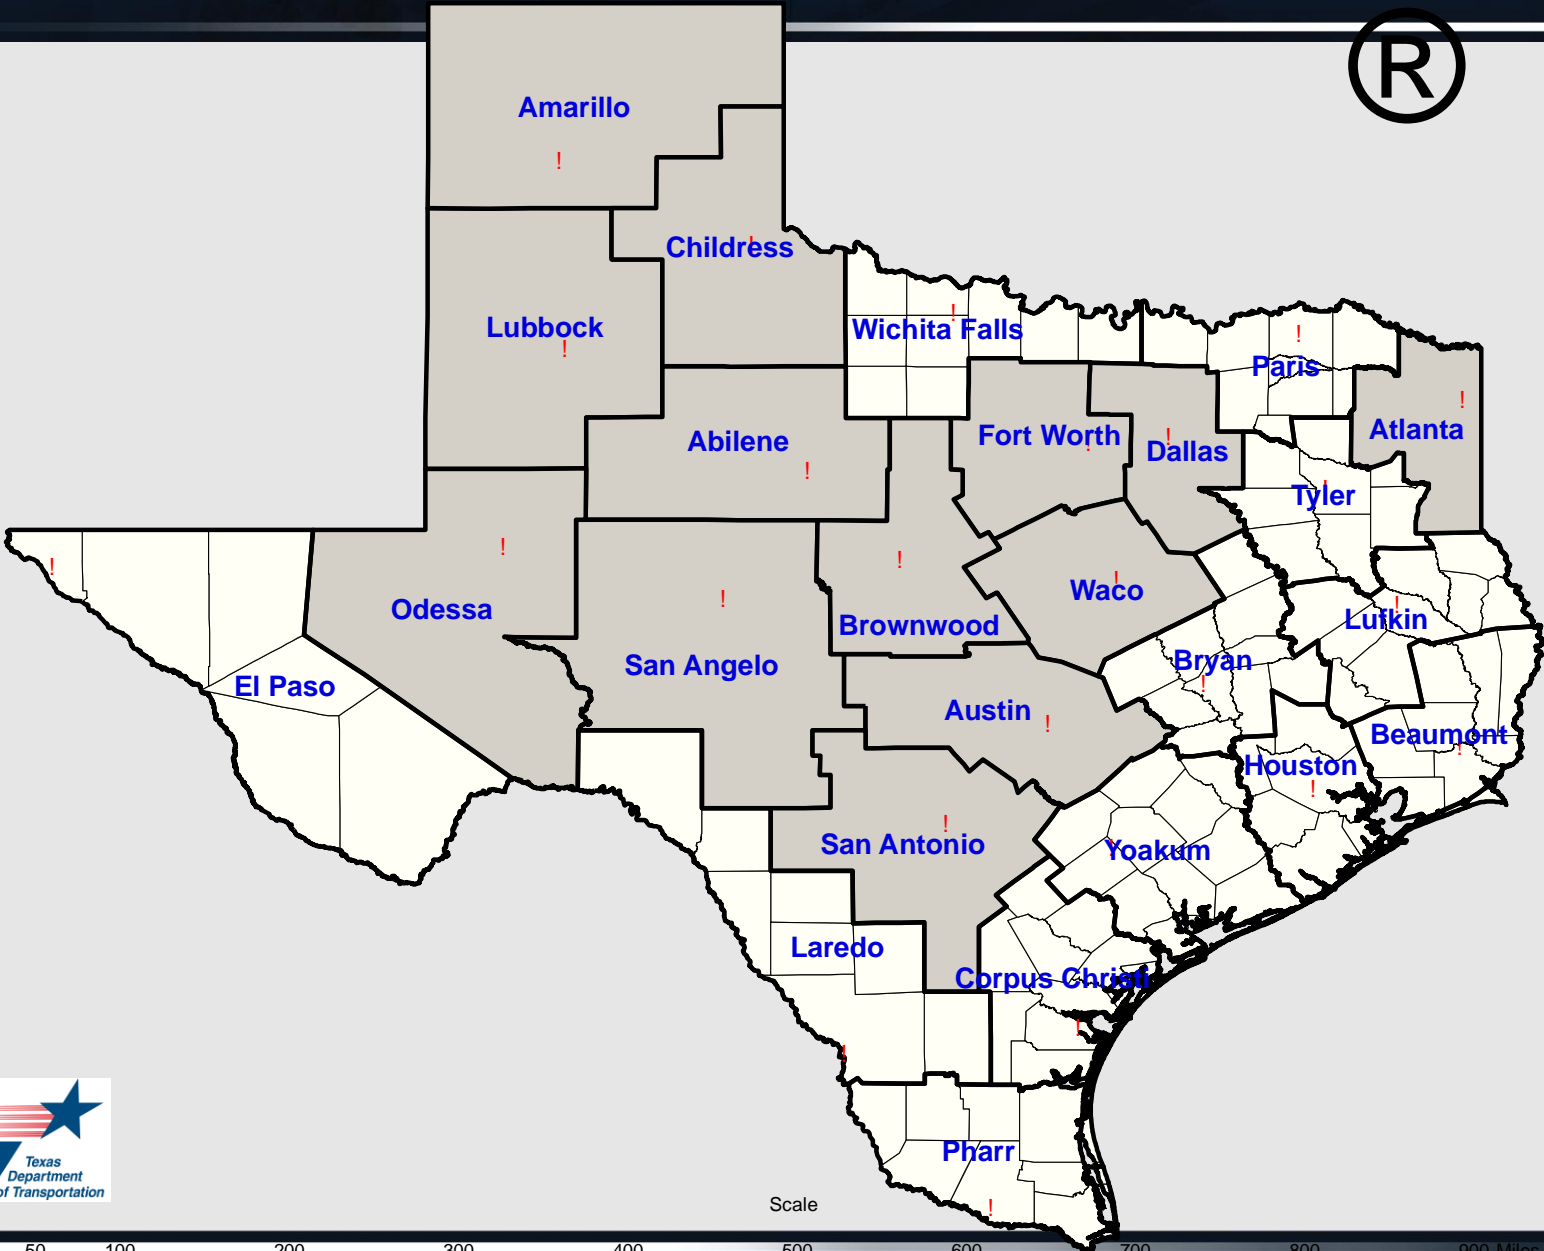 ®
Amarillo
!
Childress
!
Lubbock
!
Wichita Falls
!
Paris
!
Atlanta
!
Abilene
!
Fort Worth
!
Dallas
!
Tyler
!
Odessa
!
!
Brownwood
!
Waco
!
Lufkin
!
San Angelo
!
El Paso
Bryan
!
Austin
!
Beaumont
!
Houston
!
San Antonio
!
Yoakum
Laredo
!
Corpus Christi
!
Pharr
!
Texas
Department
of Transportation
Scale
50 100 200 300 400 500 600 700 800 900 Miles